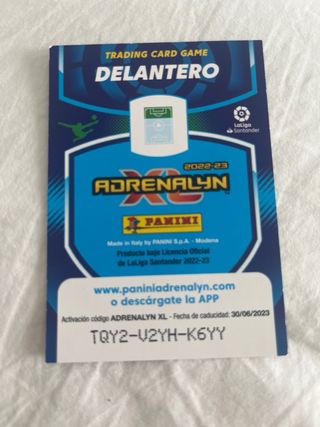 TRADING CARD GAME
DELANTERO
LaLiga
Santander
2022-23
ADRENALYN
XL
PANINI
Made in Italy by PANINI S.p.A. - Modena
Producto bajo Licencia Oficial
de LaLiga Santander 2022-23
www.paniniadrenalyn.com
o descárgate la APP
Activación código ADRENALYN XL - Fecha de caducidad: 30/06/2023
TQY2-V2YH-K6YY